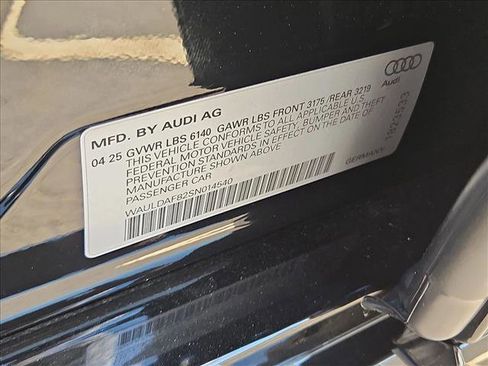 MFD. BY AUDI AG
Audi
04.25 GVWR LBS 6140 GAWR LBS FRONT 3175 /REAR 3219
THIS VEHICLE CONFORMS TO ALL APPLICABLE U.S.
FEDERAL MOTOR VEHICLE SAFETY, BUMPER AND THEFT
PREVENTION STANDARDS IN EFFECT ON THE DATE OF
MANUFACTURE SHOWN ABOVE
PASSENGER CAR
GERMANY
WAULDAF82SN014540